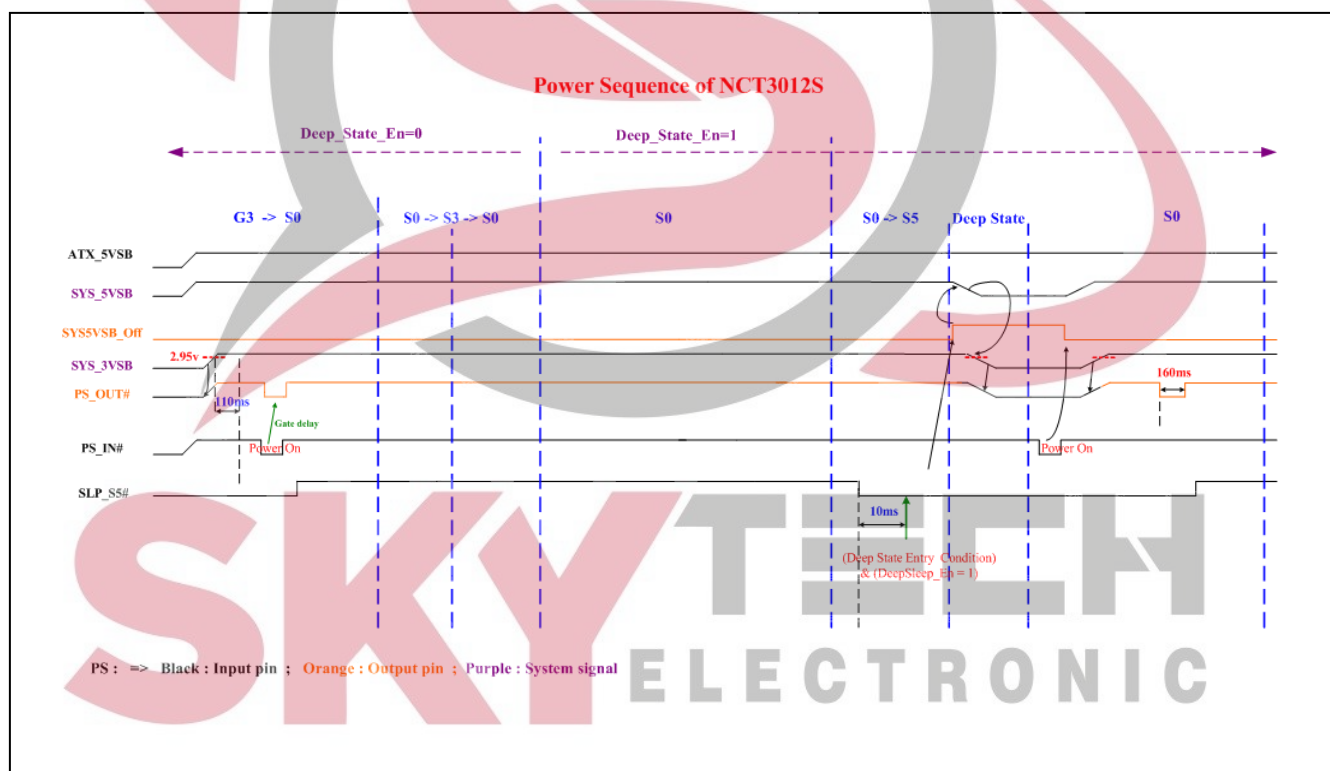 Power Sequence of NCT3012S
Deep_State_En=0
Deep_State_En=1
G3 -> S0
S0 -> S3 -> S0
S0
S0 -> S5
Deep State
S0
ATX_5VSB
SYS_5VSB
SYS5VSB_Off
SYS_3VSB
2.95v
PS_OUT#
110ms
160ms
Gate delay
PS_IN#
Power On
Power On
SLP_S5#
10ms
(Deep State Entry Condition)
& (DeepSleep_En = 1)
PS : => Black : Input pin ; Orange : Output pin ; Purple : System signal
SKYTECH
ELECTRONIC